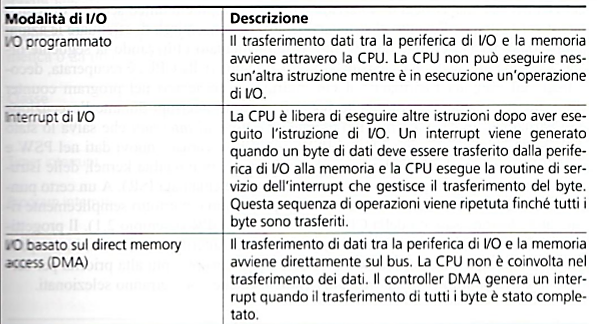 Modalità di I/O
Descrizione
I/O programmato
Il trasferimento dati tra la periferica di I/O e la memoria
avviene attraverso la CPU. La CPU non può eseguire nes-
sun'altra istruzione mentre è in esecuzione un'operazione
di I/O.
Interrupt di I/O
La CPU è libera di eseguire altre istruzioni dopo aver ese-
guito l'istruzione di I/O. Un interrupt viene generato
quando un byte di dati deve essere trasferito dalla perife-
rica di I/O alla memoria e la CPU esegue la routine di ser-
vizio dell'interrupt che gestisce il trasferimento del byte.
Questa sequenza di operazioni viene ripetuta finché tutti i
byte sono trasferiti.
I/O basato sul direct memory
access (DMA)
Il trasferimento di dati tra la periferica di I/O e la memoria
avviene direttamente sul bus. La CPU non è coinvolta nel
trasferimento dei dati. Il controller DMA genera un inter-
rupt quando il trasferimento di tutti i byte è stato comple-
tato.